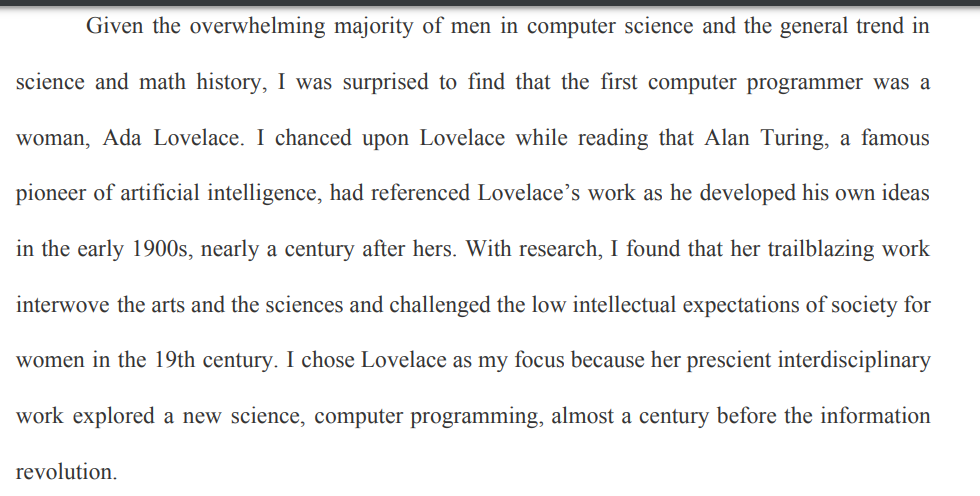 Given the overwhelming majority of men in computer science and the general trend in
science and math history, I was surprised to find that the first computer programmer was a
woman, Ada Lovelace. I chanced upon Lovelace while reading that Alan Turing, a famous
pioneer of artificial intelligence, had referenced Lovelace’s work as he developed his own ideas
in the early 1900s, nearly a century after hers. With research, I found that her trailblazing work
interwove the arts and the sciences and challenged the low intellectual expectations of society for
women in the 19th century. I chose Lovelace as my focus because her prescient interdisciplinary
work explored a new science, computer programming, almost a century before the information
revolution.